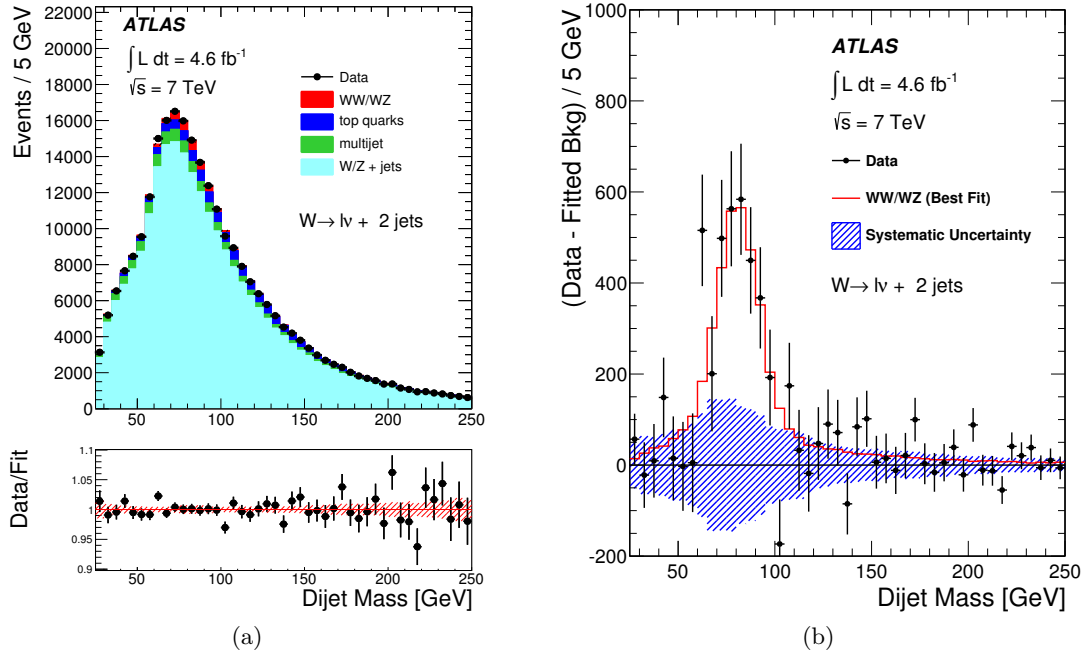 Events / 5 GeV
22000
20000
18000
16000
14000
12000
10000
8000
6000
4000
2000
0
ATLAS
∫L dt = 4.6 fb⁻¹
√s = 7 TeV
Data
WW/WZ
top quarks
multijet
W/Z + jets
W→ lν + 2 jets
50 100 150 200 250
Data/Fit
1.1
1.05
1
0.95
0.9
50 100 150 200 250
Dijet Mass [GeV]
(a)
(Data - Fitted Bkg) / 5 GeV
1000
800
600
400
200
0
-200
ATLAS
∫L dt = 4.6 fb⁻¹
√s = 7 TeV
Data
WW/WZ (Best Fit)
Systematic Uncertainty
W→ lν + 2 jets
50 100 150 200 250
Dijet Mass [GeV]
(b)